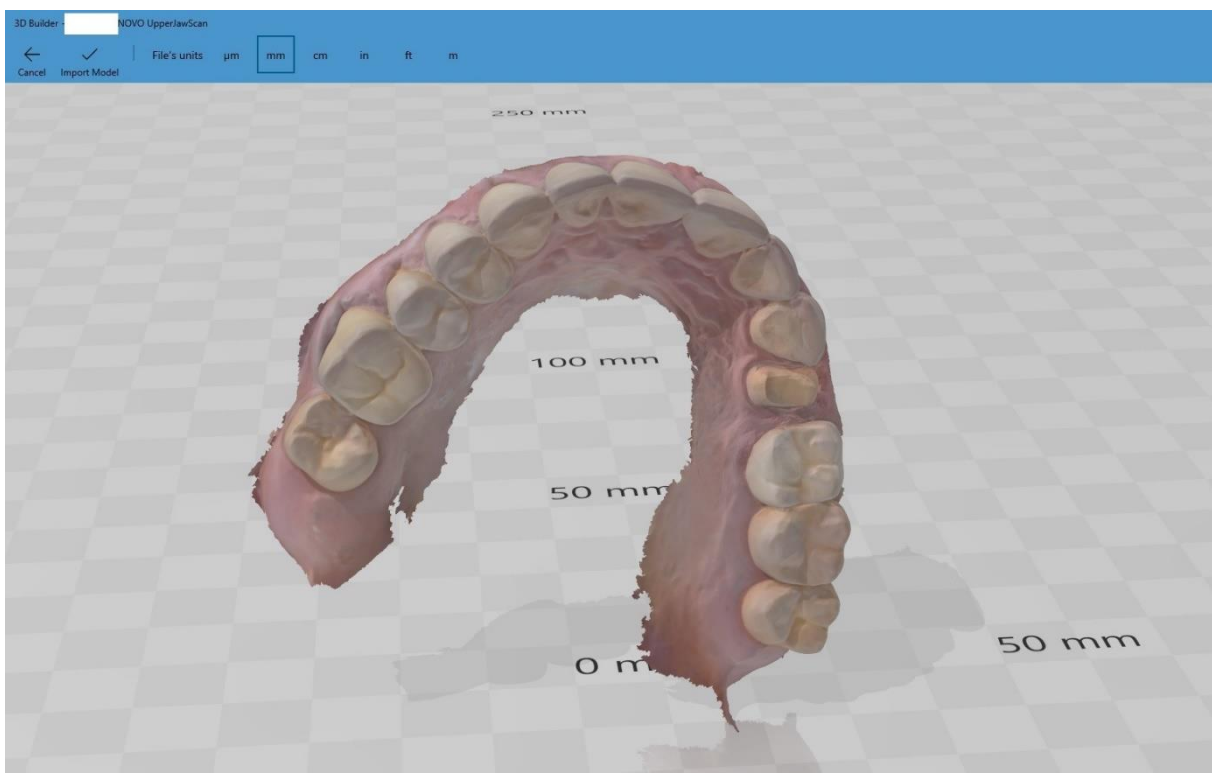 3D Builder - NOVO UpperJawScan
File's units µm mm cm in ft m
Cancel Import Model
250 mm
100 mm
50 mm
50 mm
0 m